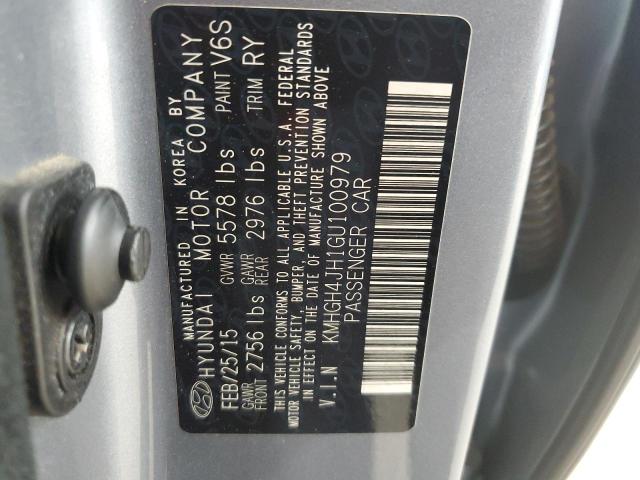 MANUFACTURED IN KOREA BY
HYUNDAI MOTOR COMPANY
FEB/25/15 GVWR 5578 lbs PAINT V6S
GAWR FRONT 2756 lbs GAWR REAR 2976 lbs TRIM RY
THIS VEHICLE CONFORMS TO ALL APPLICABLE U.S.A. FEDERAL
MOTOR VEHICLE SAFETY, BUMPER, AND THEFT PREVENTION STANDARDS
IN EFFECT ON THE DATE OF MANUFACTURE SHOWN ABOVE
V.I.N KMHGH4JH1GU100979
PASSENGER CAR